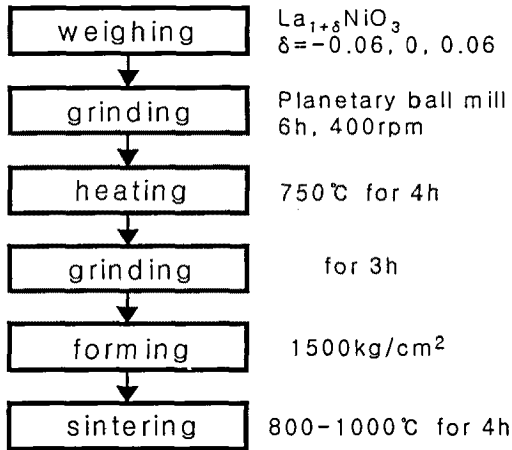 weighing
La₁₊δNiO₃
δ=−0.06, 0, 0.06
grinding
Planetary ball mill
6h, 400rpm
heating
750℃ for 4h
grinding
for 3h
forming
1500kg/cm²
sintering
800−1000℃ for 4h